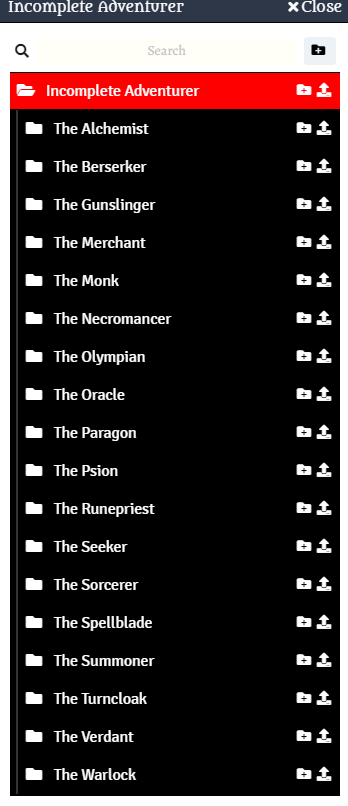 Incomplete Adventurer
Close
Search
Incomplete Adventurer
The Alchemist
The Berserker
The Gunslinger
The Merchant
The Monk
The Necromancer
The Olympian
The Oracle
The Paragon
The Psion
The Runepriest
The Seeker
The Sorcerer
The Spellblade
The Summoner
The Turncloak
The Verdant
The Warlock